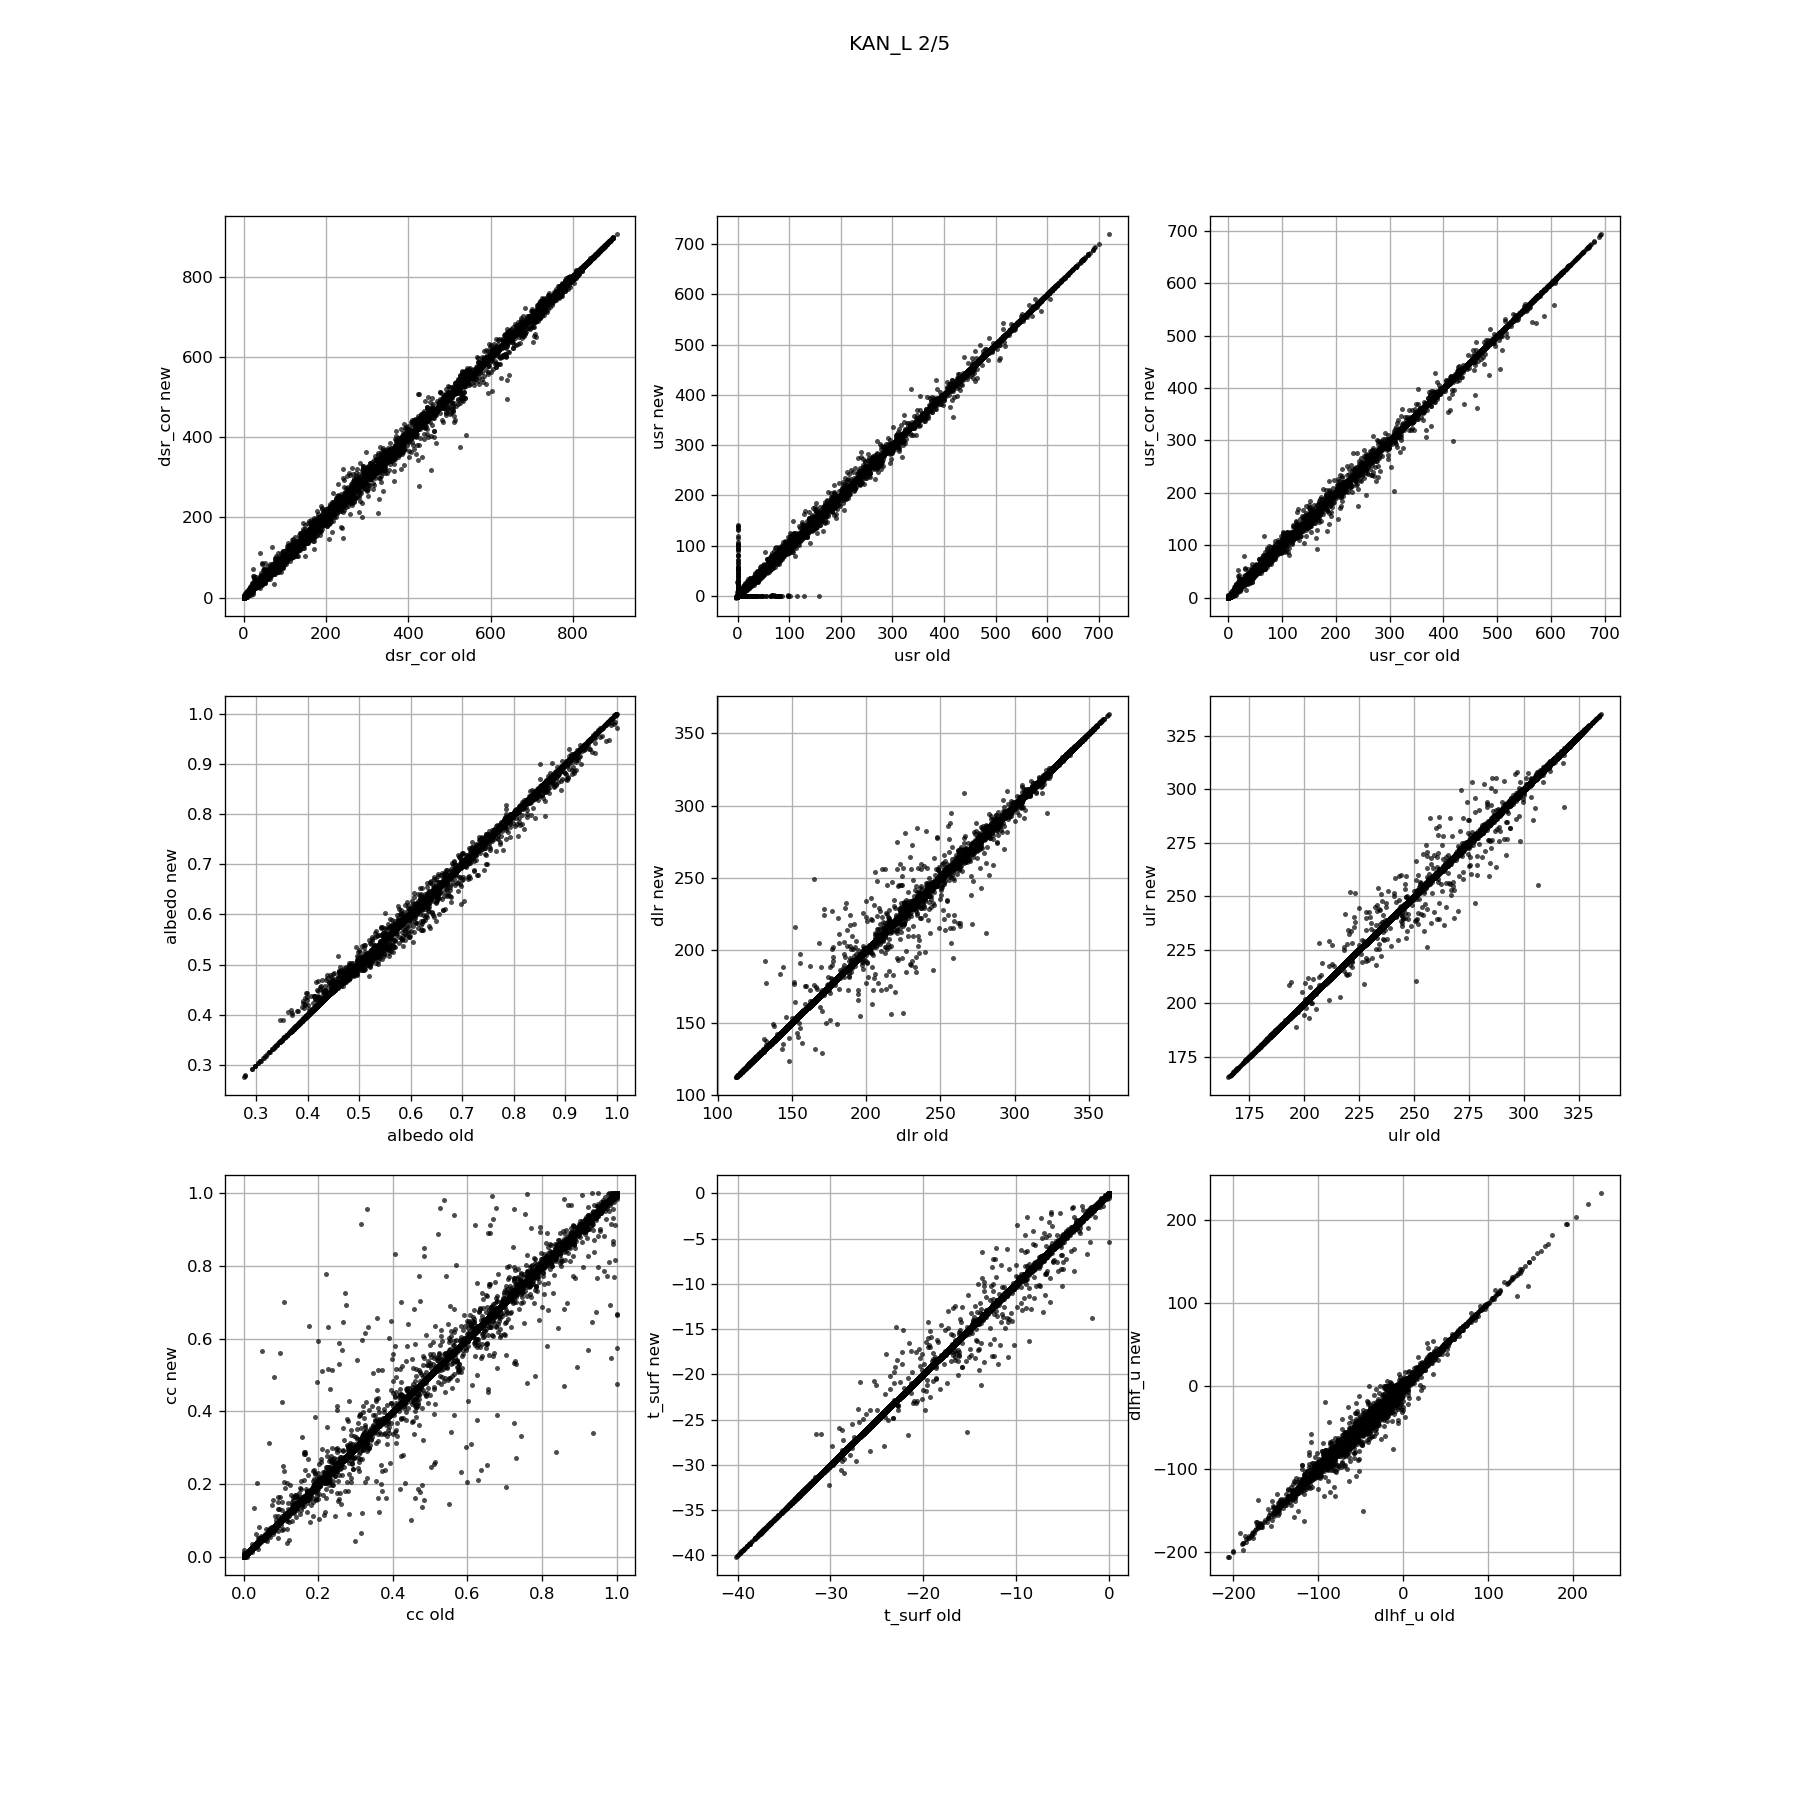 KAN_L 2/5
800
600
400
200
0
dsr_cor new
0 200 400 600 800
dsr_cor old
700
600
500
400
300
200
100
0
usr new
0 100 200 300 400 500 600 700
usr old
700
600
500
400
300
200
100
0
usr_cor new
0 100 200 300 400 500 600 700
usr_cor old
1.0
0.9
0.8
0.7
0.6
0.5
0.4
0.3
albedo new
0.3 0.4 0.5 0.6 0.7 0.8 0.9 1.0
albedo old
350
300
250
200
150
100
dlr new
100 150 200 250 300 350
dlr old
325
300
275
250
225
200
175
ulr new
175 200 225 250 275 300 325
ulr old
1.0
0.8
0.6
0.4
0.2
0.0
cc new
0.0 0.2 0.4 0.6 0.8 1.0
cc old
0
−5
−10
−15
−20
−25
−30
−35
−40
t_surf new
−40 −30 −20 −10 0
t_surf old
200
100
0
−100
−200
dlhf_u new
−200 −100 0 100 200
dlhf_u old